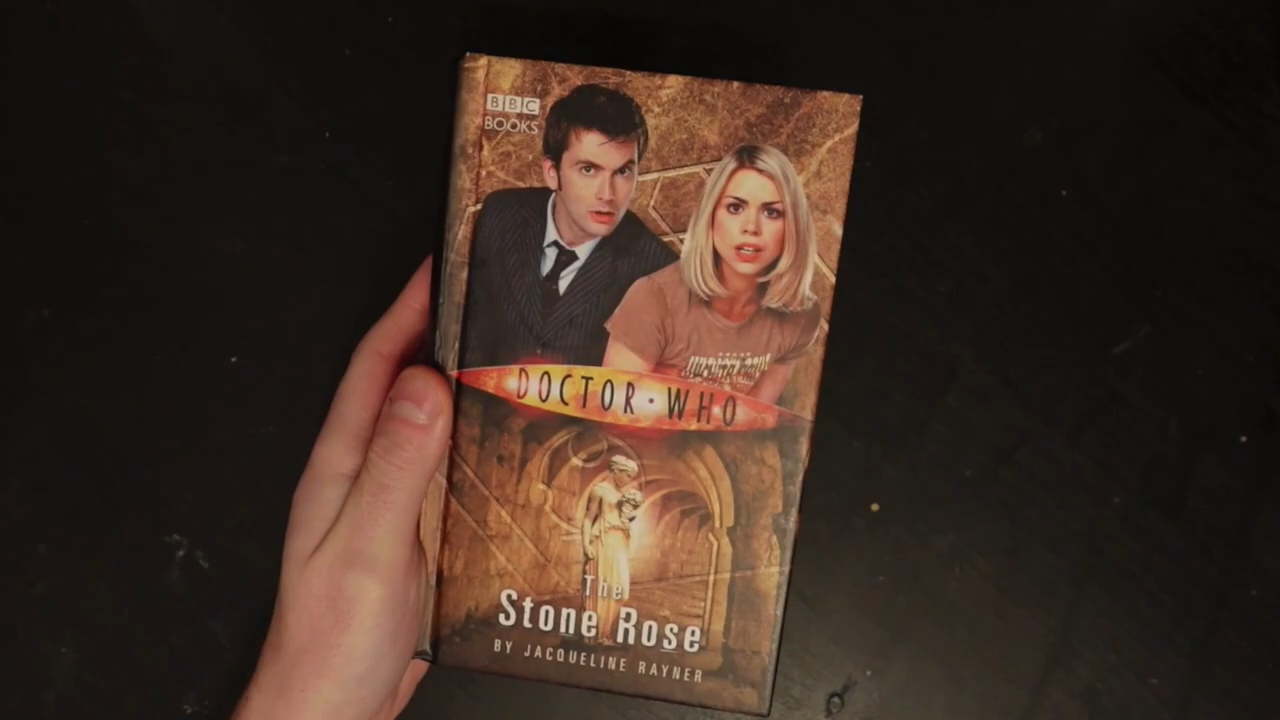 BBC
BOOKS
DOCTOR · WHO
The
Stone Rose
BY JACQUELINE RAYNER